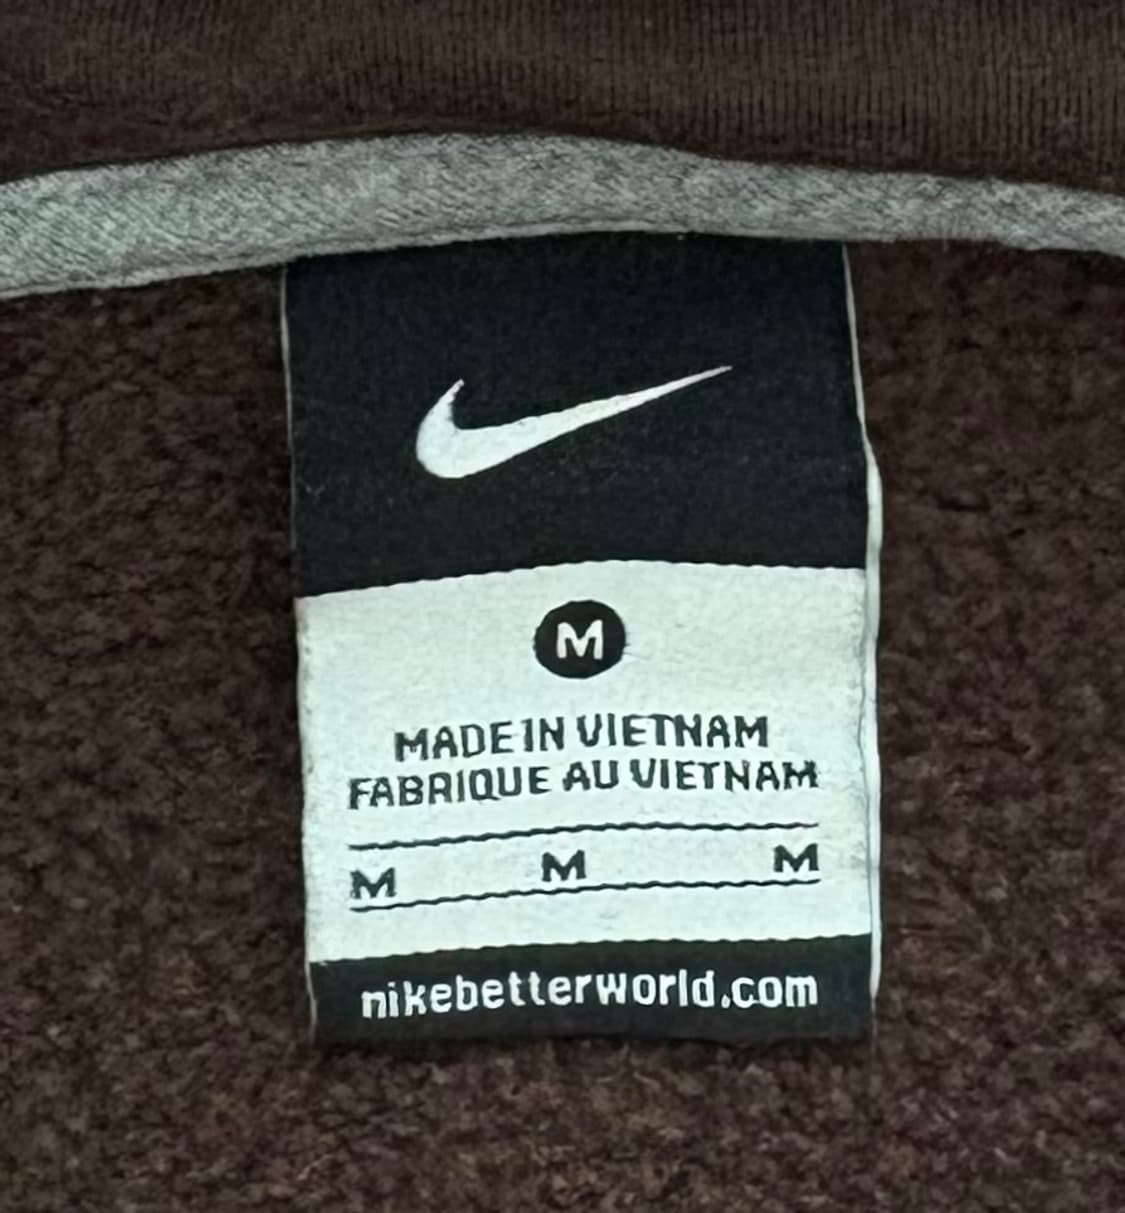 M
MADE IN VIETNAM
FABRIQUE AU VIETNAM
M M M
nikebetterworld.com